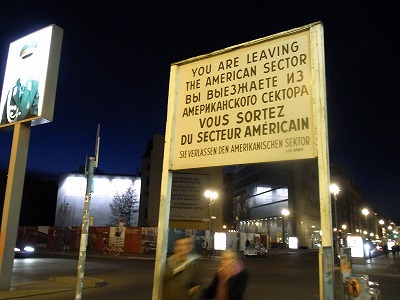 YOU ARE LEAVING
THE AMERICAN SECTOR
ВЫ ВЫЕЗЖАЕТЕ ИЗ
АМЕРИКАНСКОГО СЕКТОРА
VOUS SORTEZ
DU SECTEUR AMÉRICAIN
SIE VERLASSEN DEN AMERIKANISCHEN SEKTOR